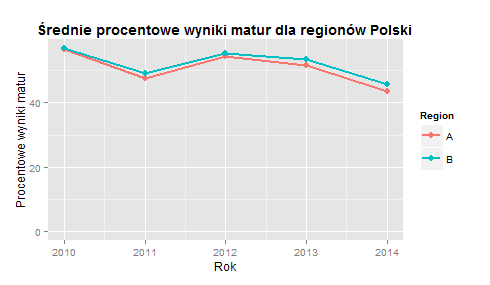 Średnie procentowe wyniki matur dla regionów Polski
Procentowe wyniki matur
40
20
0
2010 2011 2012 2013 2014
Rok
Region
A
B